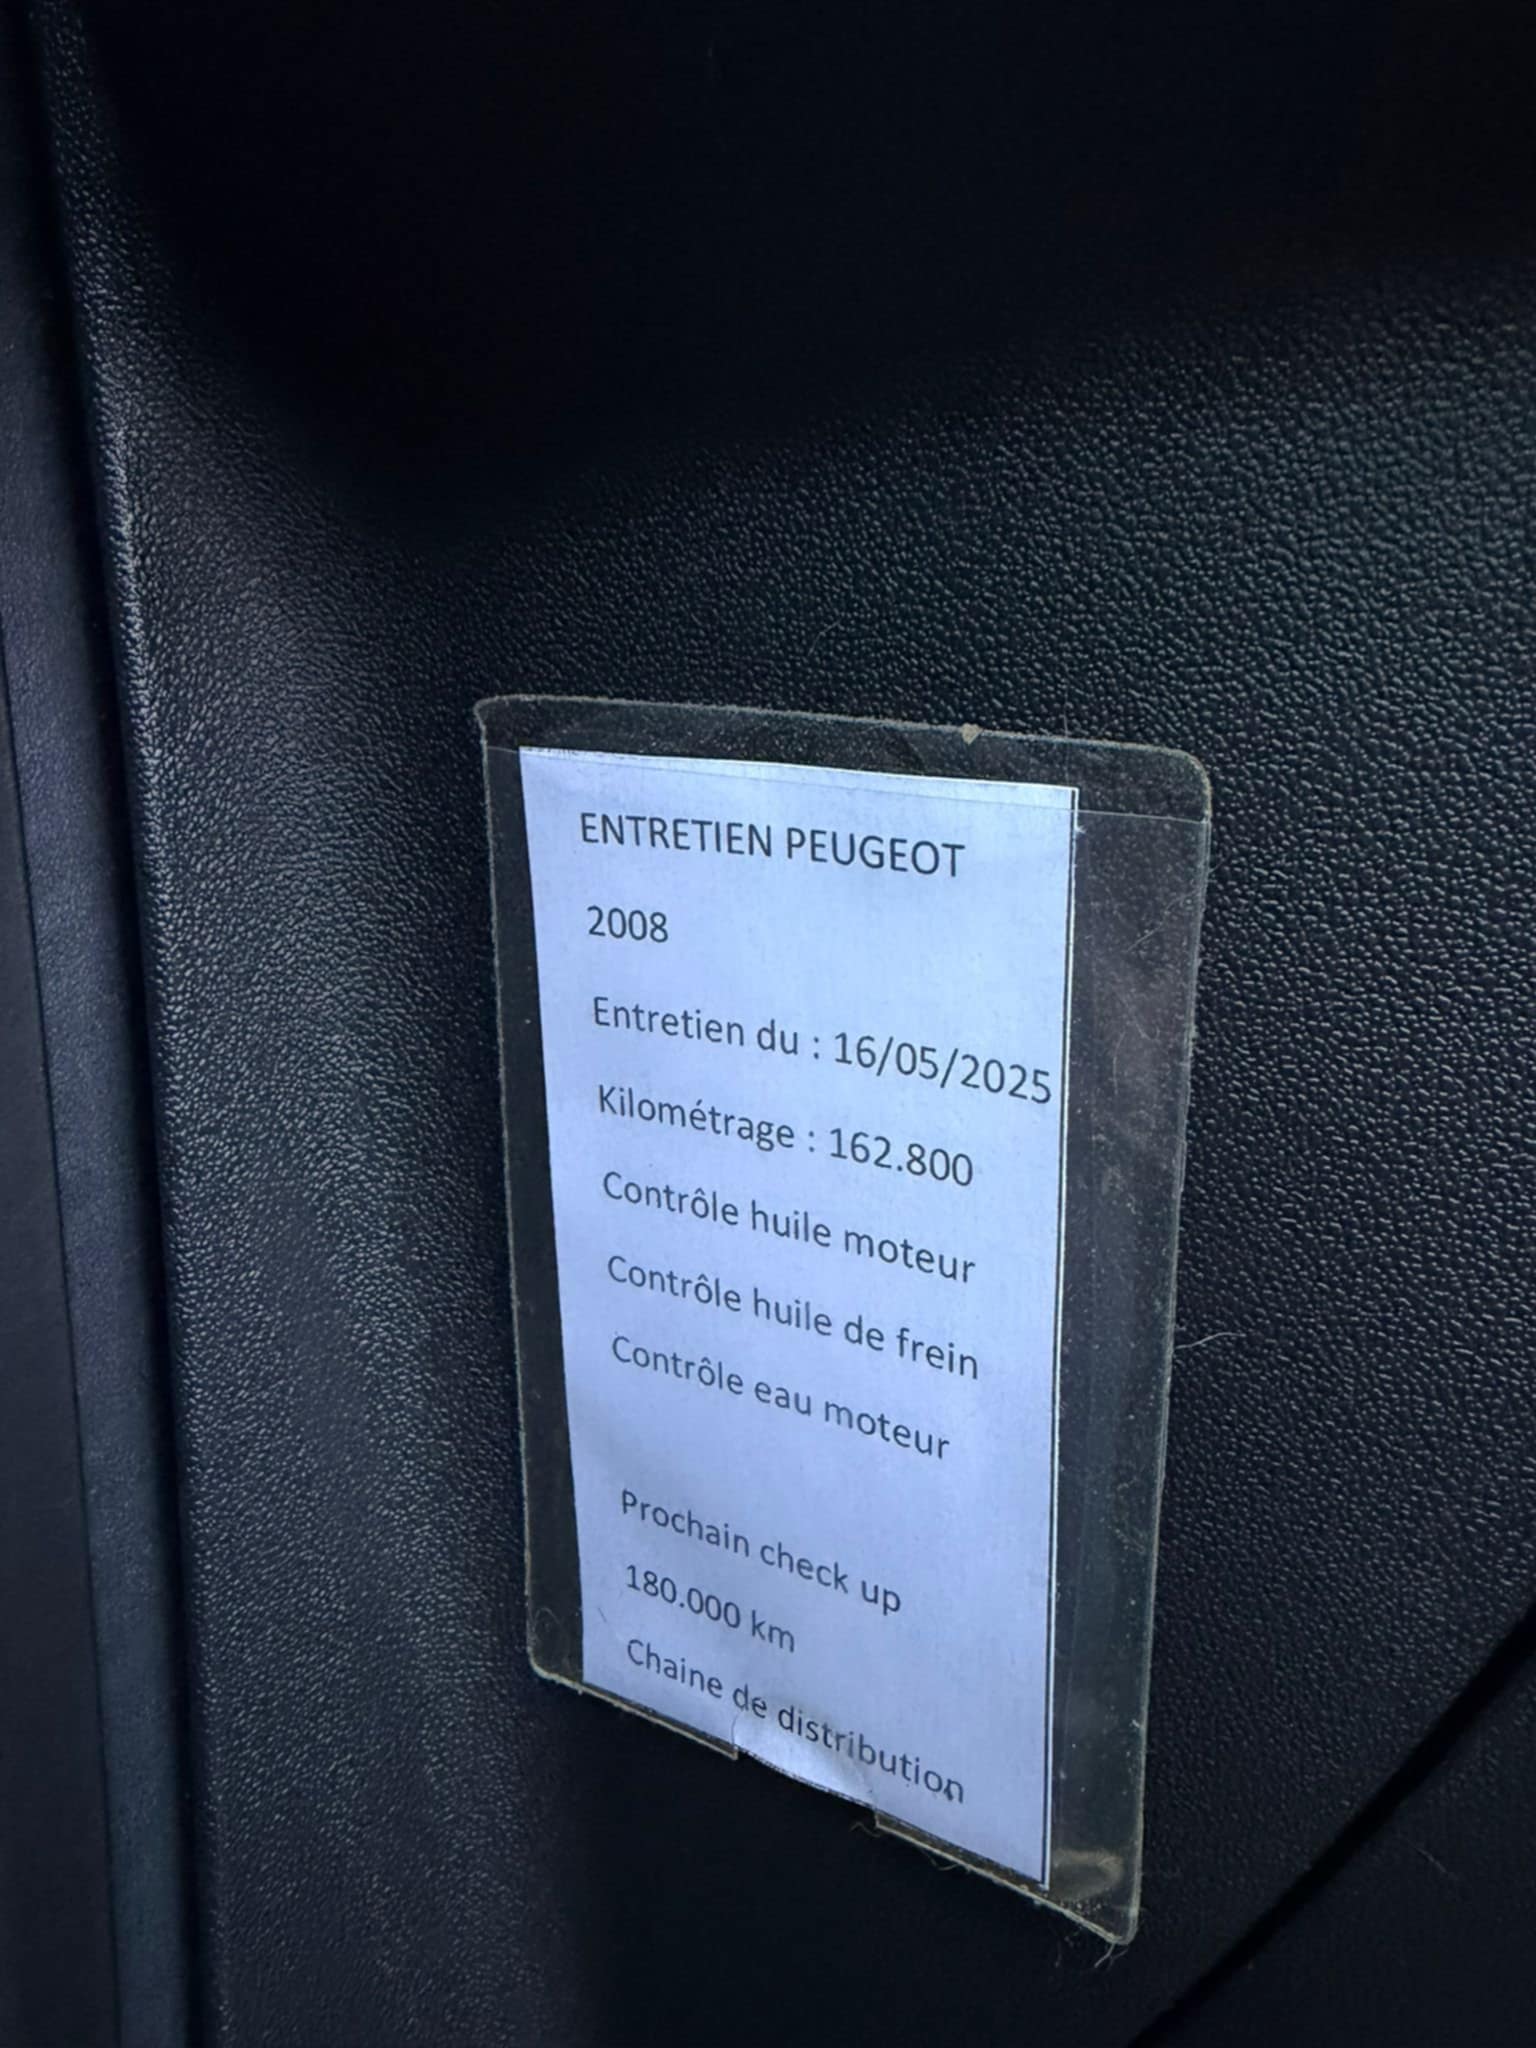 ENTRETIEN PEUGEOT
2008
Entretien du : 16/05/2025
Kilométrage : 162.800
Contrôle huile moteur
Contrôle huile de frein
Contrôle eau moteur
Prochain check up
180.000 km
Chaine de distribution